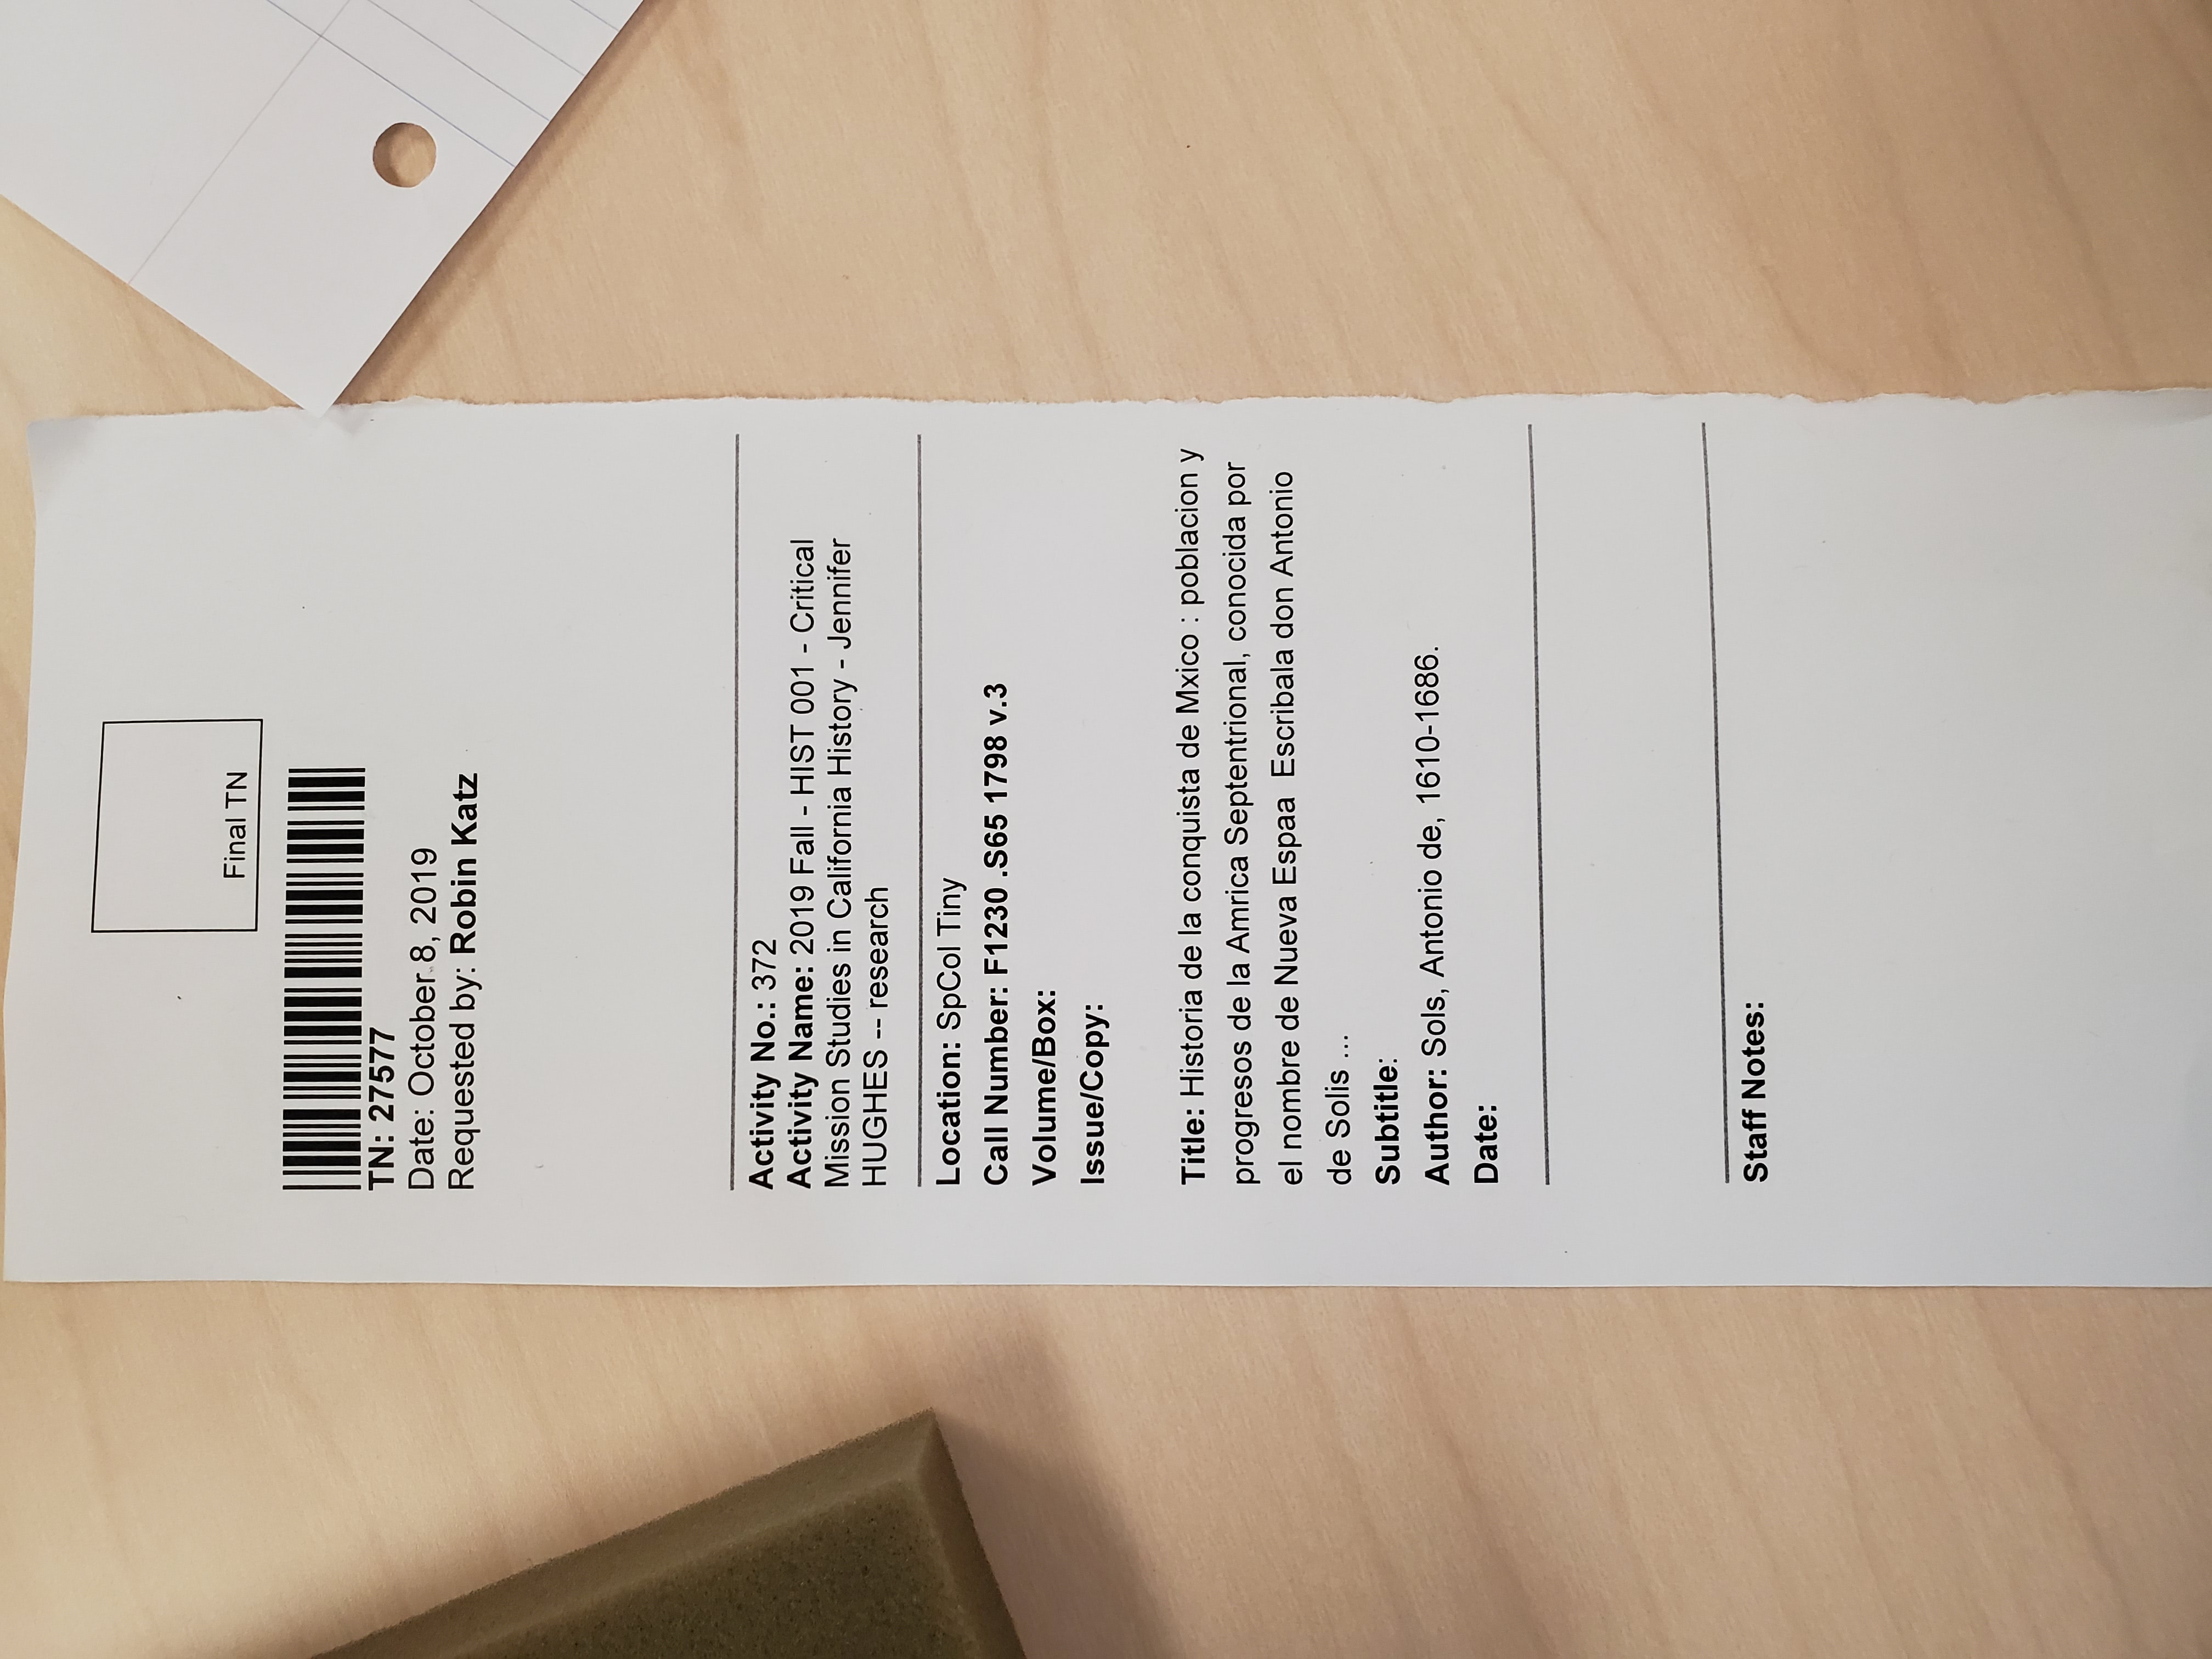 Final TN
TN: 27577
Date: October 8, 2019
Requested by: Robin Katz
Activity No.: 372
Activity Name: 2019 Fall - HIST 001 - Critical
Mission Studies in California History - Jennifer
HUGHES -- research
Location: SpCol Tiny
Call Number: F1230 .S65 1798 v.3
Volume/Box:
Issue/Copy:
Title: Historia de la conquista de Mxico : poblacion y
progresos de la Amrica Septentrional, conocida por
el nombre de Nueva Espaa  Escribala don Antonio
de Solis ...
Subtitle:
Author: Sols, Antonio de, 1610-1686.
Date:
Staff Notes: